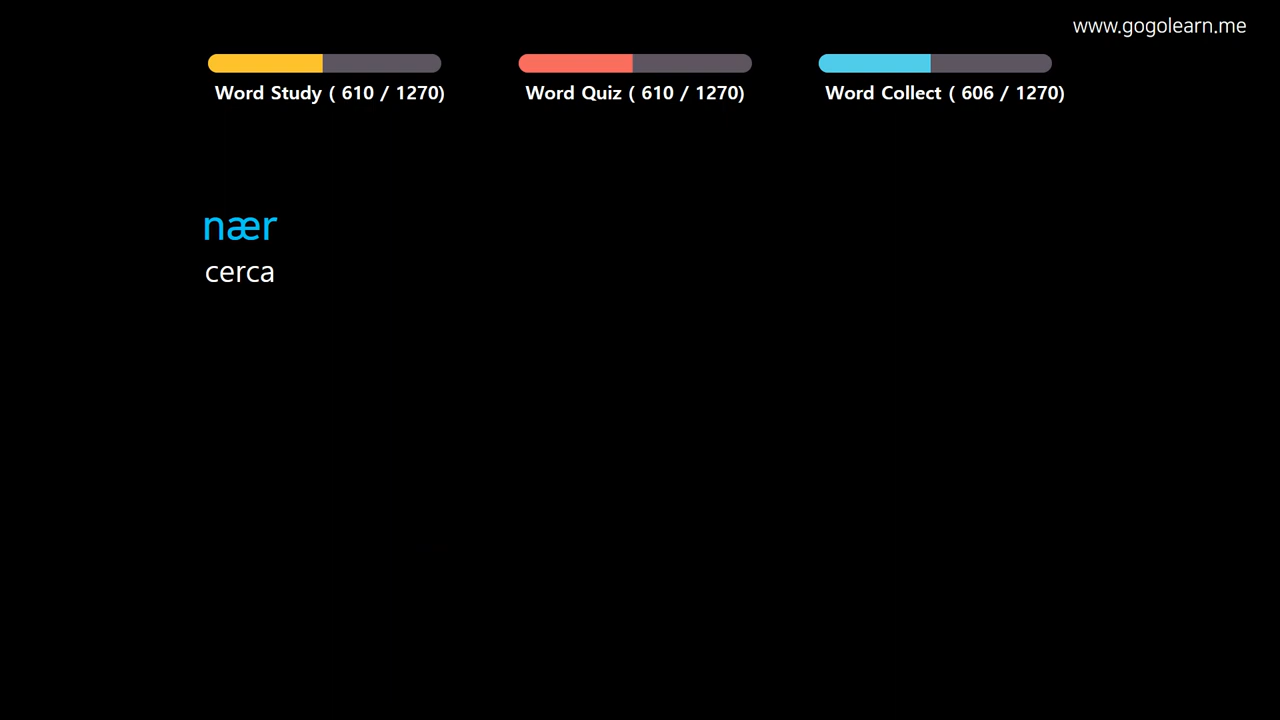 www.gogolearn.me
Word Study ( 610 / 1270)
Word Quiz ( 610 / 1270)
Word Collect ( 606 / 1270)
nær
cerca